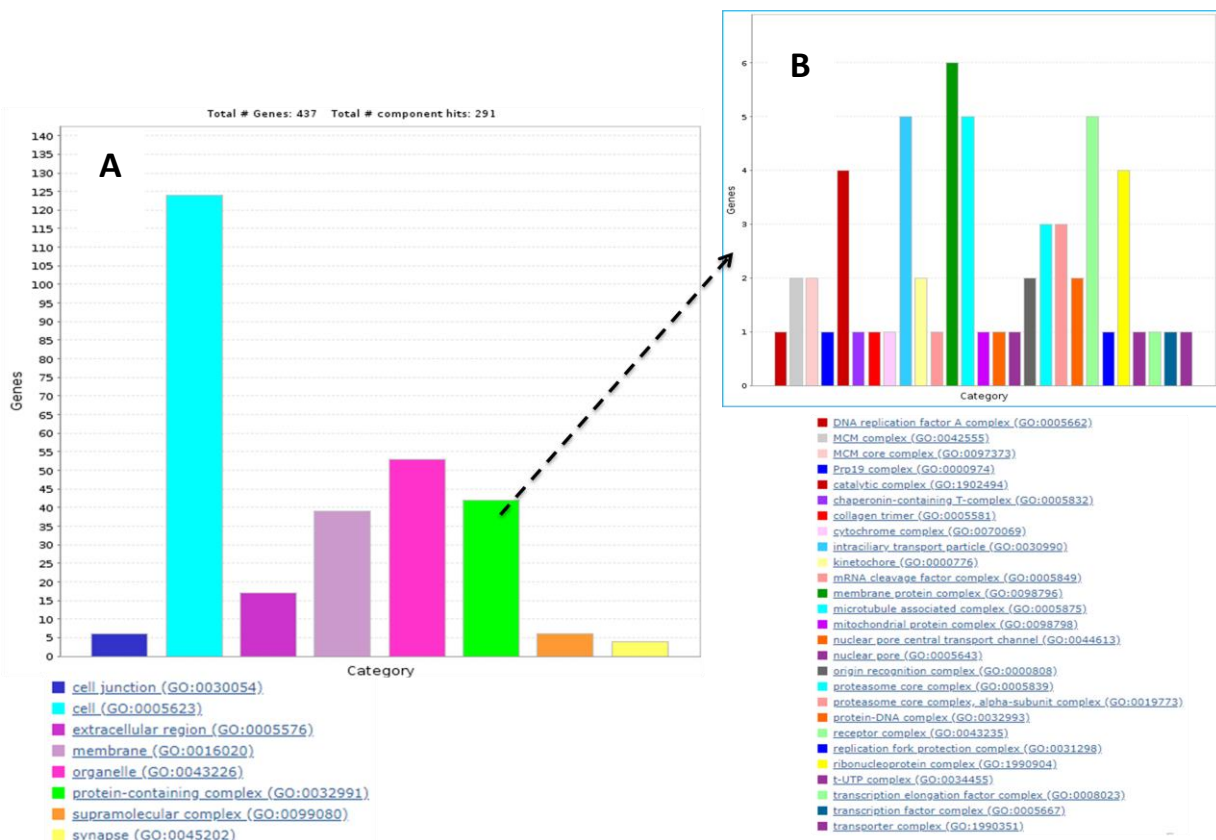 Total # Genes: 437 Total # component hits: 291
A
140
135
130
125
120
115
110
105
100
95
90
85
80
75
70
65
60
55
50
45
40
35
30
25
20
15
10
5
0
Genes
Category
cell junction (GO:0030054)
cell (GO:0005623)
extracellular region (GO:0005576)
membrane (GO:0016020)
organelle (GO:0043226)
protein-containing complex (GO:0032991)
supramolecular complex (GO:0099080)
synapse (GO:0045202)
B
6
5
4
3
2
1
0
Genes
Category
DNA replication factor A complex (GO:0005662)
MCM complex (GO:0042555)
MCM core complex (GO:0097373)
Prp19 complex (GO:0000974)
catalytic complex (GO:1902494)
chaperonin-containing T-complex (GO:0005832)
collagen trimer (GO:0005581)
cytochrome complex (GO:0070069)
intraciliary transport particle (GO:0030990)
kinetochore (GO:0000776)
mRNA cleavage factor complex (GO:0005849)
membrane protein complex (GO:0098796)
microtubule associated complex (GO:0005875)
mitochondrial protein complex (GO:0098798)
nuclear pore central transport channel (GO:0044613)
nuclear pore (GO:0005643)
origin recognition complex (GO:0000808)
proteasome core complex (GO:0005839)
proteasome core complex, alpha-subunit complex (GO:0019773)
protein-DNA complex (GO:0032993)
receptor complex (GO:0043235)
replication fork protection complex (GO:0031298)
ribonucleoprotein complex (GO:1990904)
t-UTP complex (GO:0034455)
transcription elongation factor complex (GO:0008023)
transcription factor complex (GO:0005667)
transporter complex (GO:1990351)